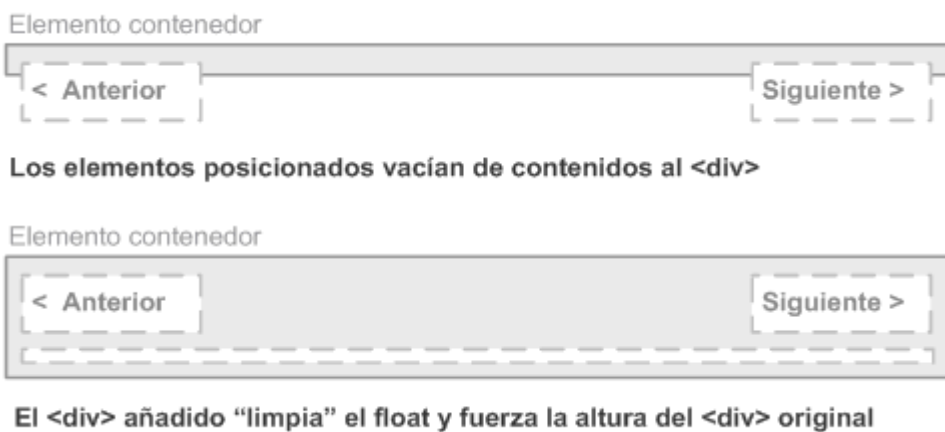 Elemento contenedor
< Anterior Siguiente >
Los elementos posicionados vacían de contenidos al <div>
Elemento contenedor
< Anterior Siguiente >
El <div> añadido “limpia” el float y fuerza la altura del <div> original